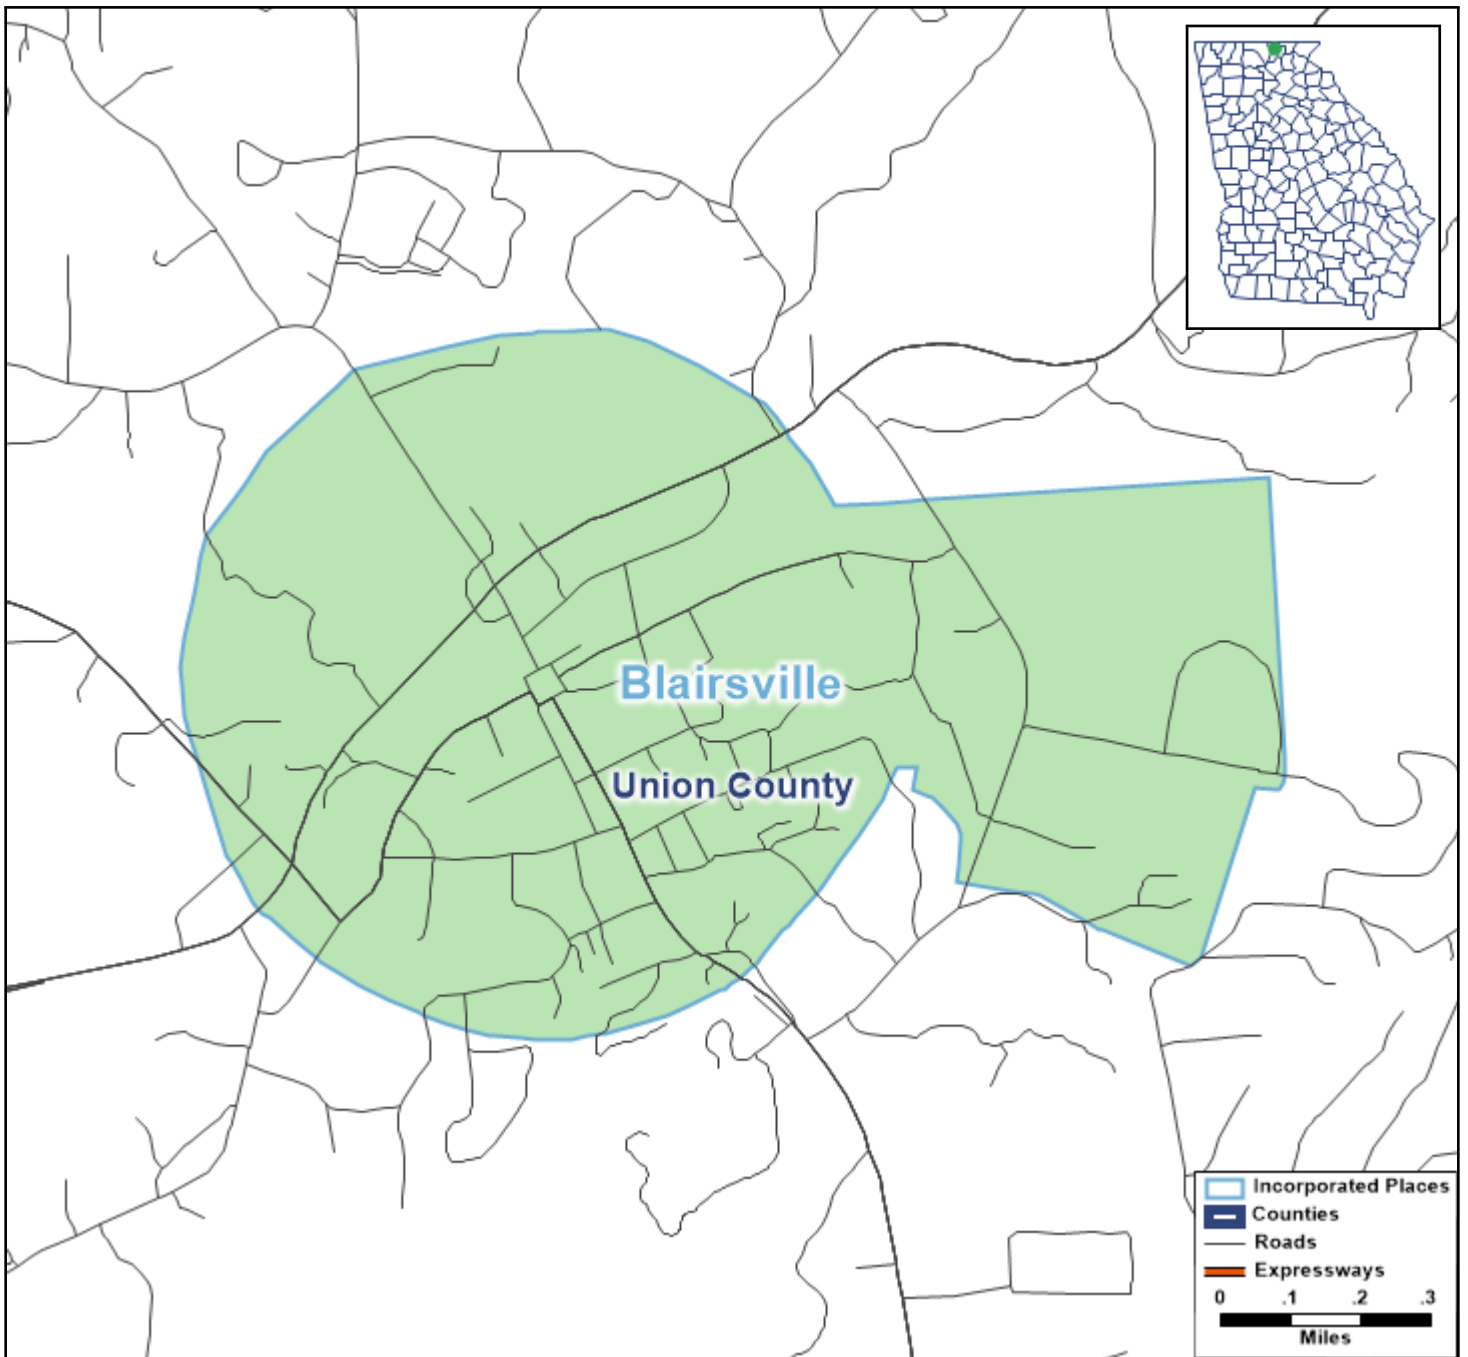 Blairsville
Union County
Incorporated Places
Counties
Roads
Expressways
0 .1 .2 .3
Miles